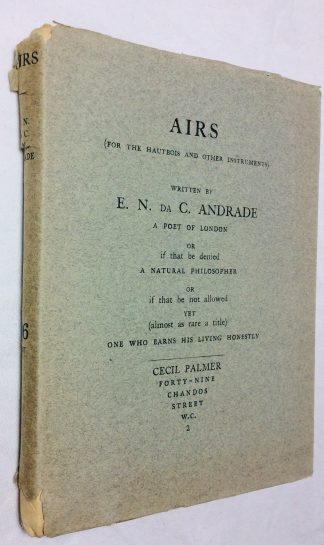 AIRS
(FOR THE HAUTBOIS AND OTHER INSTRUMENTS)
WRITTEN BY
E. N. DA C. ANDRADE
A POET OF LONDON
OR
if that be denied
A NATURAL PHILOSOPHER
OR
if that be not allowed
YET
(almost as rare a title)
ONE WHO EARNS HIS LIVING HONESTLY
CECIL PALMER
FORTY-NINE
CHANDOS
STREET
W.C.
2
AIRS
N.
C.
6